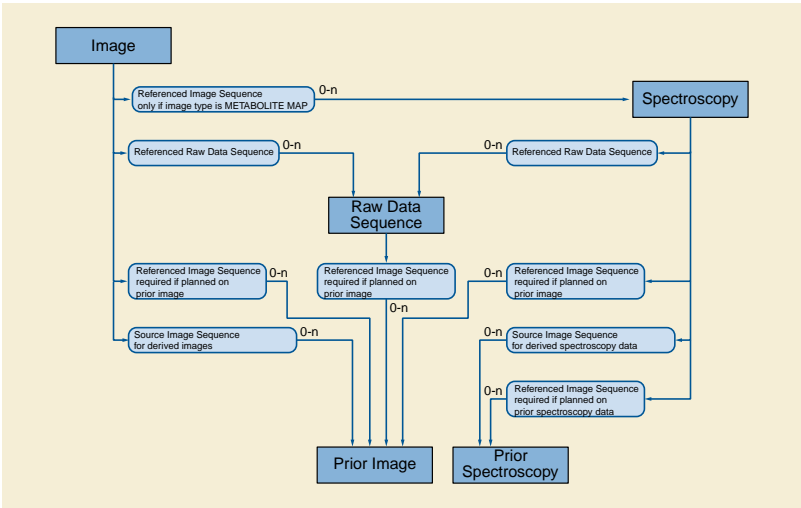 Image
Referenced Image Sequence
only if image type is METABOLITE MAP
0-n
Spectroscopy
Referenced Raw Data Sequence
0-n
0-n
Referenced Raw Data Sequence
Raw Data
Sequence
Referenced Image Sequence
required if planned on
prior image
0-n
Referenced Image Sequence
required if planned on
prior image
0-n
0-n
Referenced Image Sequence
required if planned on
prior image
Source Image Sequence
for derived images
0-n
0-n
Source Image Sequence
for derived spectroscopy data
0-n
Referenced Image Sequence
required if planned on
prior spectroscopy data
Prior Image
Prior
Spectroscopy